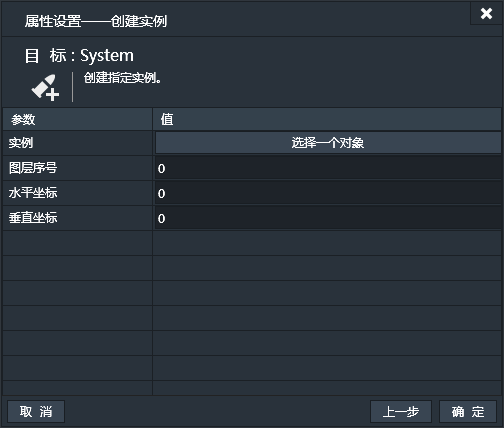 属性设置——创建实例
目 标 : System
创建指定实例。
参数 值
实例 选择一个对象
图层序号 0
水平坐标 0
垂直坐标 0
取 消 上一步 确 定